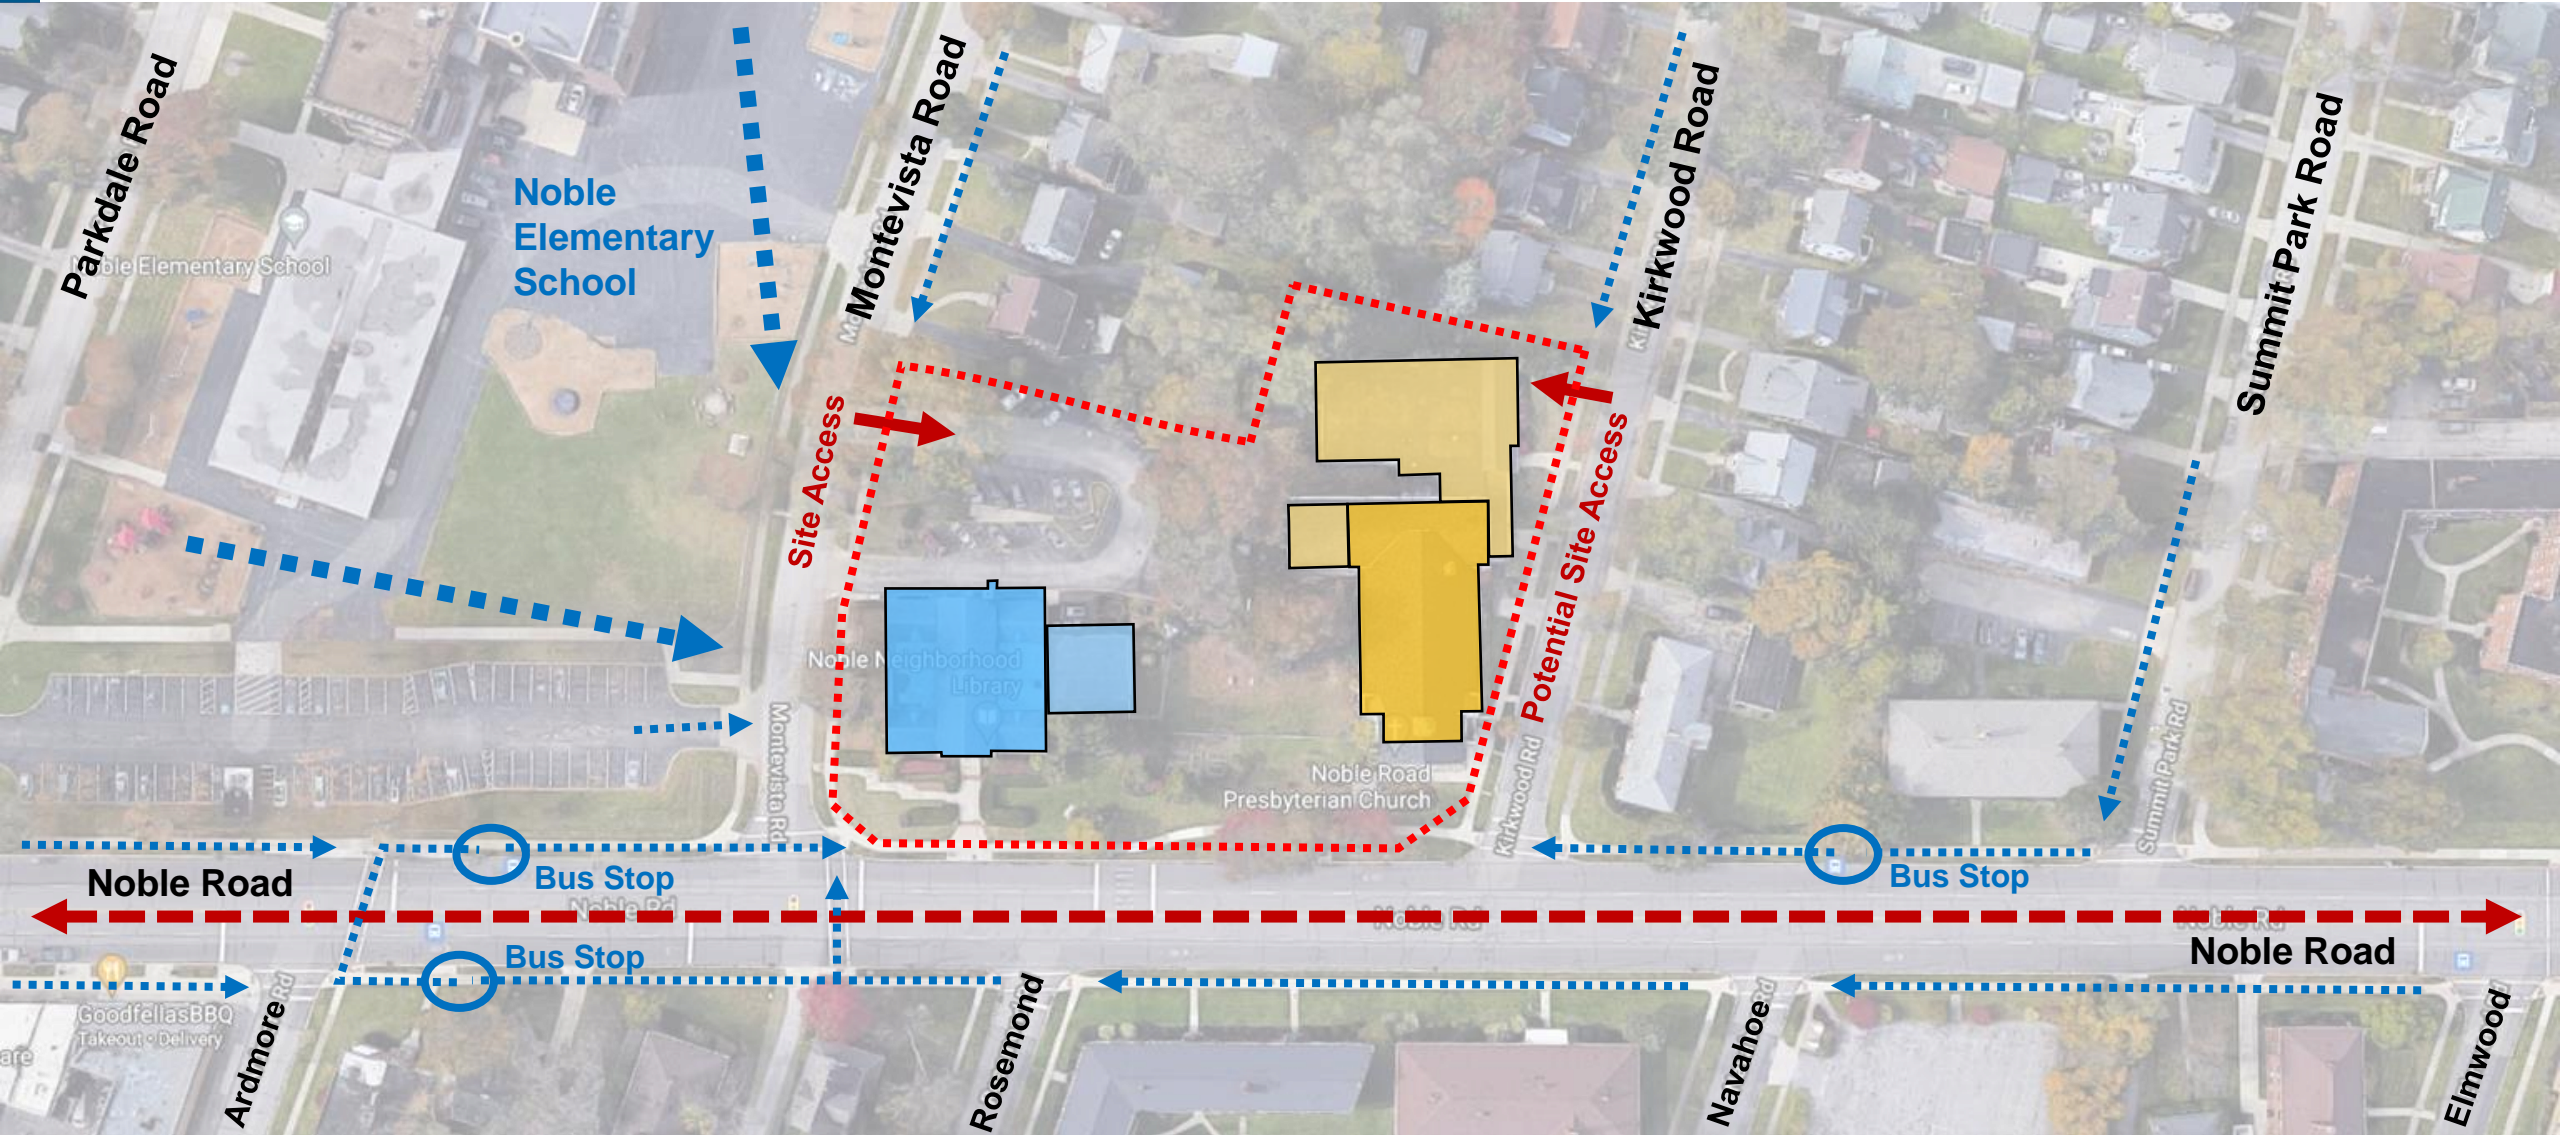 Parkdale Road
Noble
Elementary
School
Noble Elementary School
Montevista Road
Kirkwood Road
Summit Park Road
Site Access
Potential Site Access
Noble Neighborhood
Library
Noble Road
Presbyterian Church
Montevista Rd
Kirkwood Rd
Summit Park Rd
Noble Road
Bus Stop
Bus Stop
Noble Rd
Noble Rd
Noble Rd
Bus Stop
Noble Road
GoodfellasBBQ
Takeout • Delivery
Ardmore
Rosemond
Navahoe
Elmwood